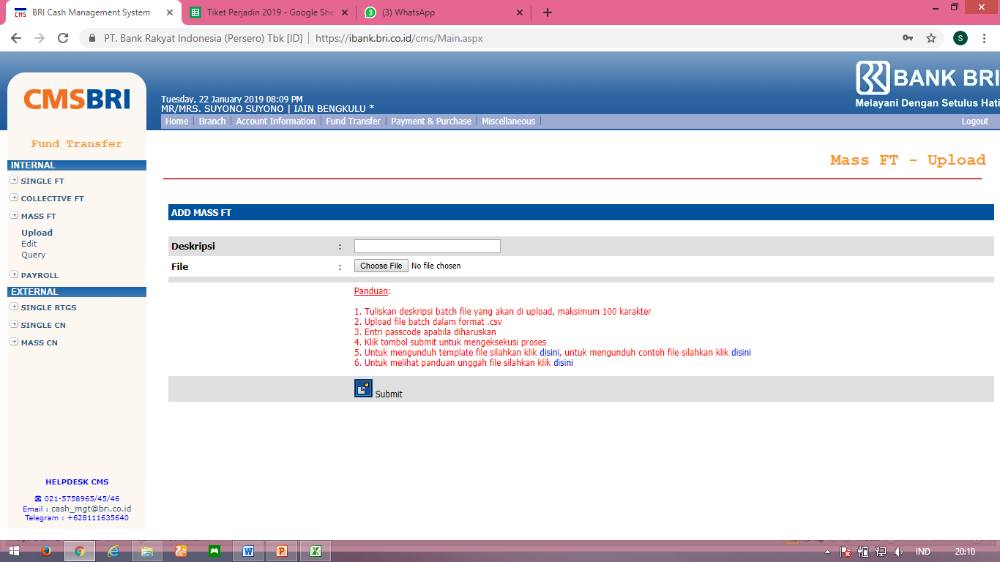 BRI Cash Management System
Tiket Perjadin 2019 - Google She
(3) WhatsApp
PT. Bank Rakyat Indonesia (Persero) Tbk [ID] | https://ibank.bri.co.id/cms/Main.aspx
S
CMSBRI
BANK BRI
Melayani Dengan Setulus Hati
Tuesday, 22 January 2019 08:09 PM
MR/MRS. SUYONO SUYONO | IAIN BENGKULU *
Home | Branch | Account Information | Fund Transfer | Payment & Purchase | Miscellaneous |
Logout
Fund Transfer
INTERNAL
SINGLE FT
COLLECTIVE FT
MASS FT
Upload
Edit
Query
PAYROLL
EXTERNAL
SINGLE RTGS
SINGLE CN
MASS CN
HELPDESK CMS
☎ 021-5758965/45/46
Email : cash_mgt@bri.co.id
Telegram : +628111635640
Mass FT - Upload
ADD MASS FT
Deskripsi :
File : Choose File No file chosen
Panduan:
1. Tuliskan deskripsi batch file yang akan di upload, maksimum 100 karakter
2. Upload file batch dalam format .csv
3. Entri passcode apabila diharuskan
4. Klik tombol submit untuk mengeksekusi proses
5. Untuk mengunduh template file silahkan klik disini, untuk mengunduh contoh file silahkan klik disini
6. Untuk melihat panduan unggah file silahkan klik disini
Submit
IND
20:10